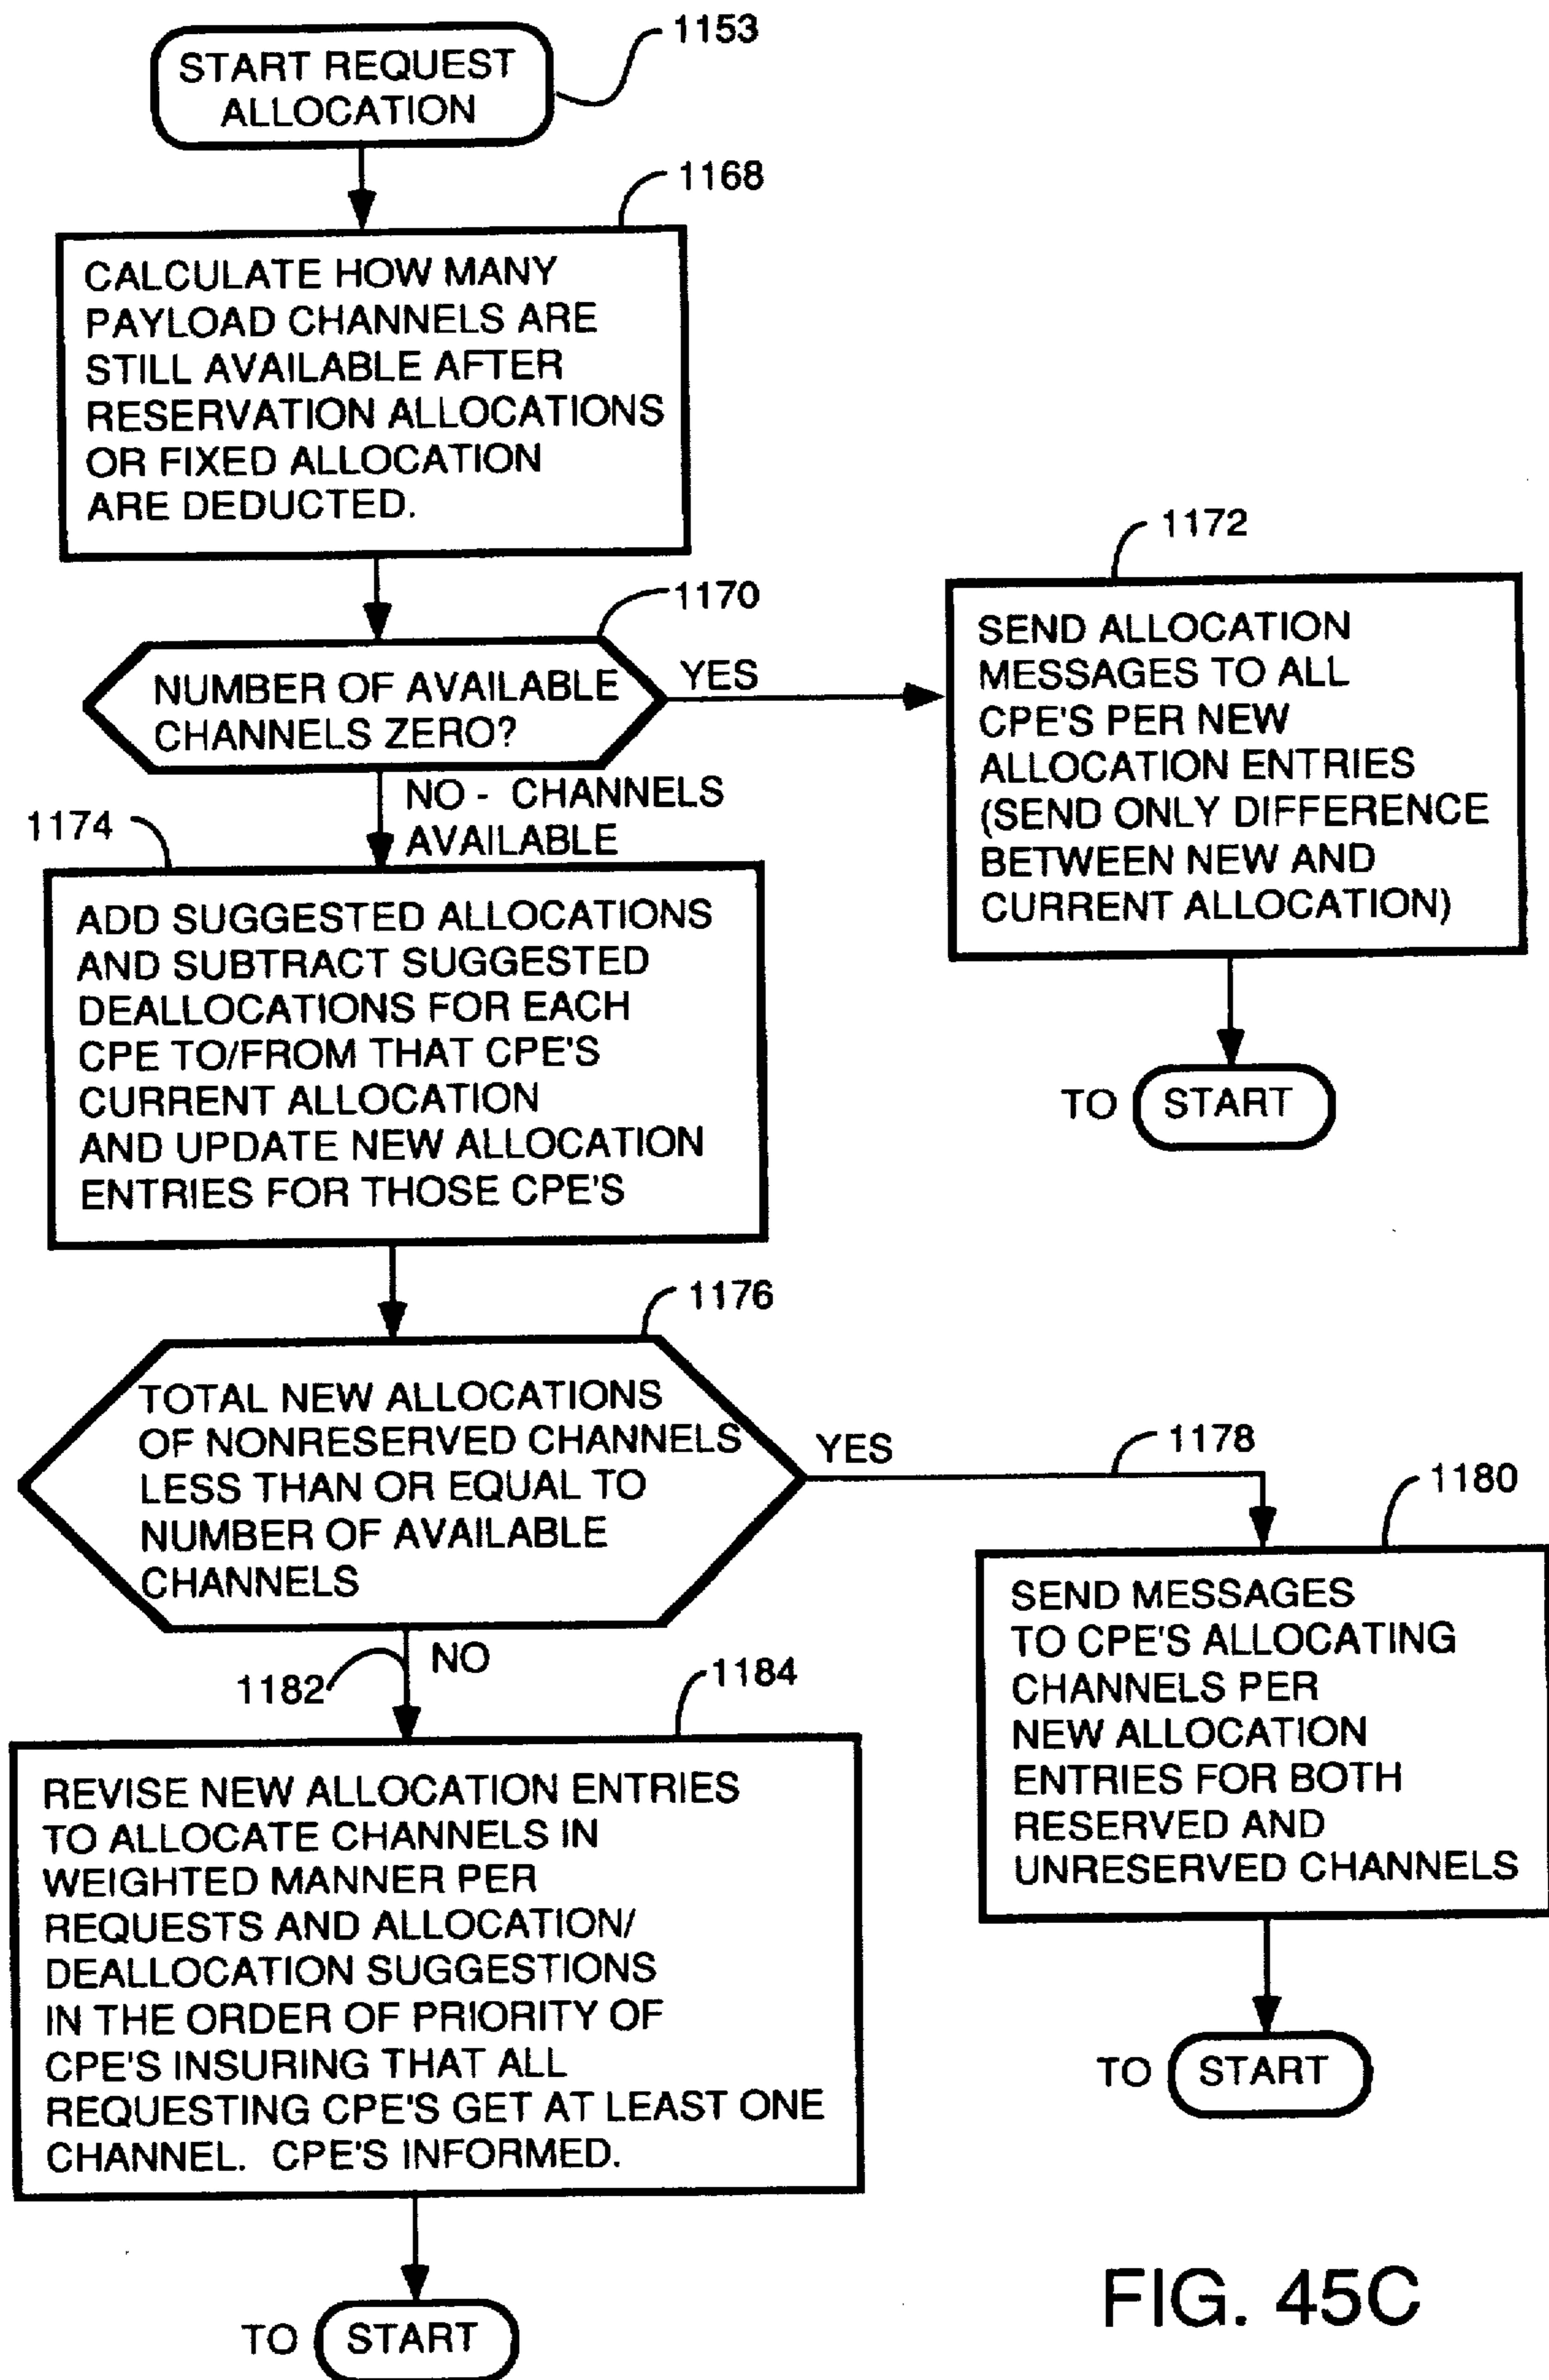 START REQUEST
ALLOCATION
1153
1168
CALCULATE HOW MANY
PAYLOAD CHANNELS ARE
STILL AVAILABLE AFTER
RESERVATION ALLOCATIONS
OR FIXED ALLOCATION
ARE DEDUCTED.
1170
NUMBER OF AVAILABLE
CHANNELS ZERO?
YES
1172
SEND ALLOCATION
MESSAGES TO ALL
CPE'S PER NEW
ALLOCATION ENTRIES
(SEND ONLY DIFFERENCE
BETWEEN NEW AND
CURRENT ALLOCATION)
TO START
NO - CHANNELS
AVAILABLE
1174
ADD SUGGESTED ALLOCATIONS
AND SUBTRACT SUGGESTED
DEALLOCATIONS FOR EACH
CPE TO/FROM THAT CPE'S
CURRENT ALLOCATION
AND UPDATE NEW ALLOCATION
ENTRIES FOR THOSE CPE'S
1176
TOTAL NEW ALLOCATIONS
OF NONRESERVED CHANNELS
LESS THAN OR EQUAL TO
NUMBER OF AVAILABLE
CHANNELS
YES
1178
1180
SEND MESSAGES
TO CPE'S ALLOCATING
CHANNELS PER
NEW ALLOCATION
ENTRIES FOR BOTH
RESERVED AND
UNRESERVED CHANNELS
TO START
1182
NO
1184
REVISE NEW ALLOCATION ENTRIES
TO ALLOCATE CHANNELS IN
WEIGHTED MANNER PER
REQUESTS AND ALLOCATION/
DEALLOCATION SUGGESTIONS
IN THE ORDER OF PRIORITY OF
CPE'S INSURING THAT ALL
REQUESTING CPE'S GET AT LEAST ONE
CHANNEL. CPE'S INFORMED.
TO START
FIG. 45C